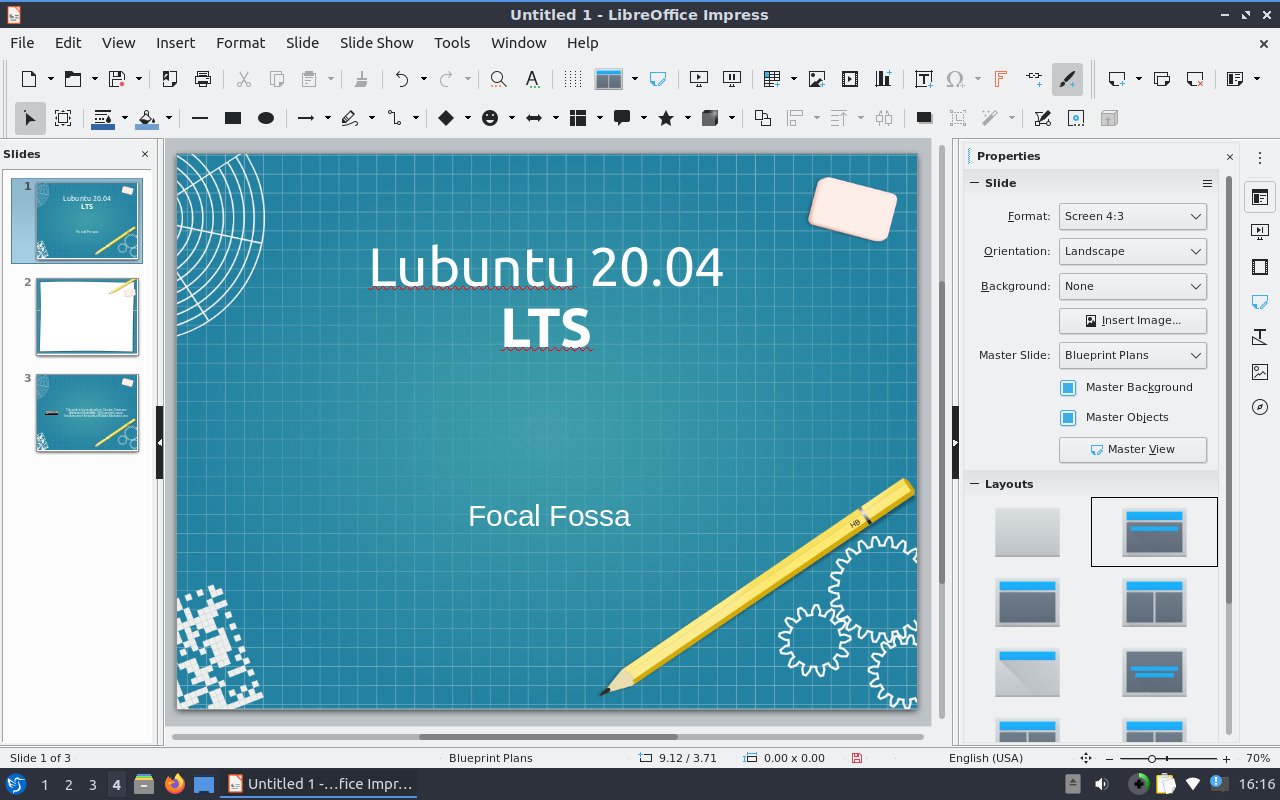 Untitled 1 - LibreOffice Impress
File Edit View Insert Format Slide Slide Show Tools Window Help
Slides
1
Lubuntu 20.04
LTS
Focal Fossa
2
3
Lubuntu 20.04
LTS
Focal Fossa
HB
Properties
Slide
Format: Screen 4:3
Orientation: Landscape
Background: None
Insert Image...
Master Slide: Blueprint Plans
Master Background
Master Objects
Master View
Layouts
Slide 1 of 3 Blueprint Plans 9.12 / 3.71 0.00 x 0.00 English (USA) 70%
1 2 3 4 Untitled 1 -...fice Impr... 16:16